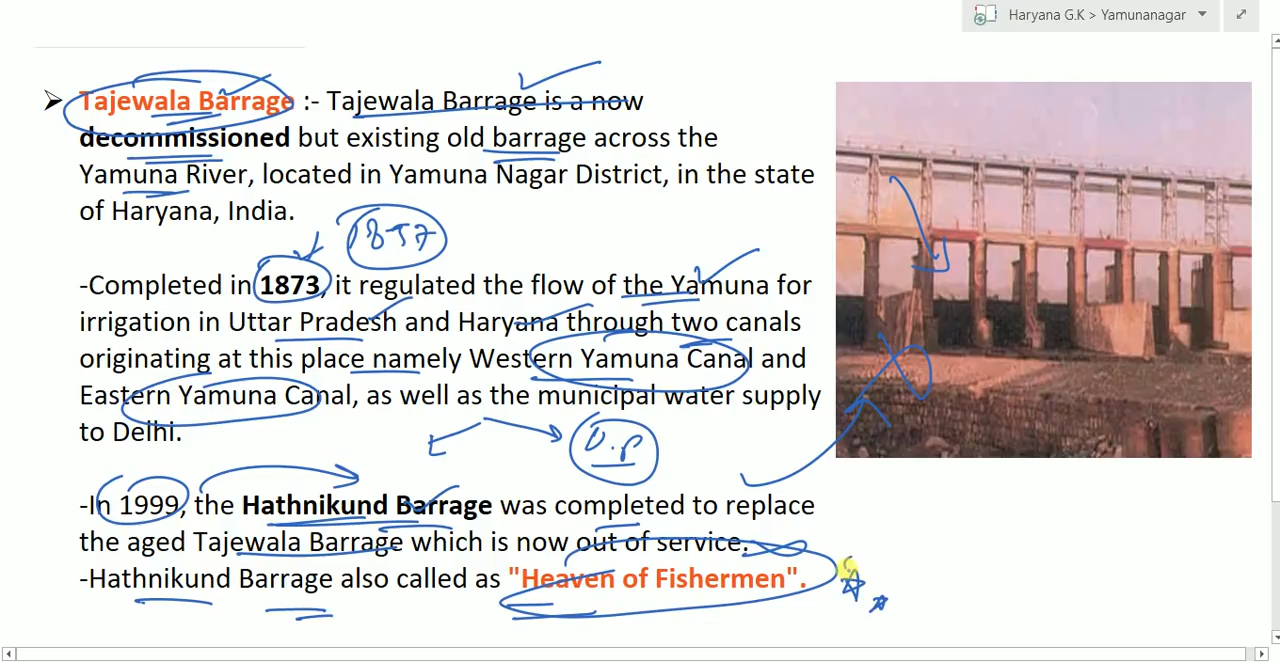 Haryana G.K > Yamunanagar
➤ Tajewala Barrage :- Tajewala Barrage is a now
decommissioned but existing old barrage across the
Yamuna River, located in Yamuna Nagar District, in the state
of Haryana, India.
1857
-Completed in 1873, it regulated the flow of the Yamuna for
irrigation in Uttar Pradesh and Haryana through two canals
originating at this place namely Western Yamuna Canal and
Eastern Yamuna Canal, as well as the municipal water supply
to Delhi.
U.P
-In 1999, the Hathnikund Barrage was completed to replace
the aged Tajewala Barrage which is now out of service.
-Hathnikund Barrage also called as "Heaven of Fishermen".